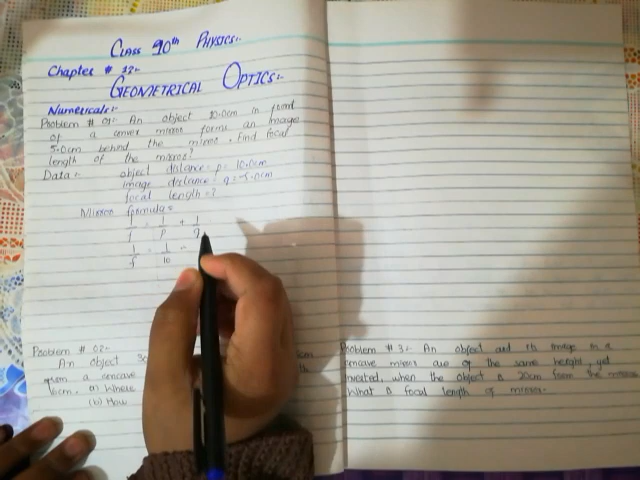 CLASS 10th PHYSICS:-
Chapter # 12:-
GEOMETRICAL OPTICS:-
Numericals:-
Problem # 01:- An object 10.0cm in front
of a convex mirror forms an image
5.0cm behind the mirror. Find focal
length of the mirror?
Data:- object distance = p = 10.0cm
image distance = q = -5.0cm
focal length = ?
Mirror formula=
1/f = 1/p + 1/q
1/f = 1/10 -
Problem # 02:-
An object 30
from a concave
10cm. a) Where
(b) How
Problem # 3:- An object and its image in a
concave mirror are of the same height, yet
inverted, when the object is 20cm from the mirror
What is focal length of mirror.